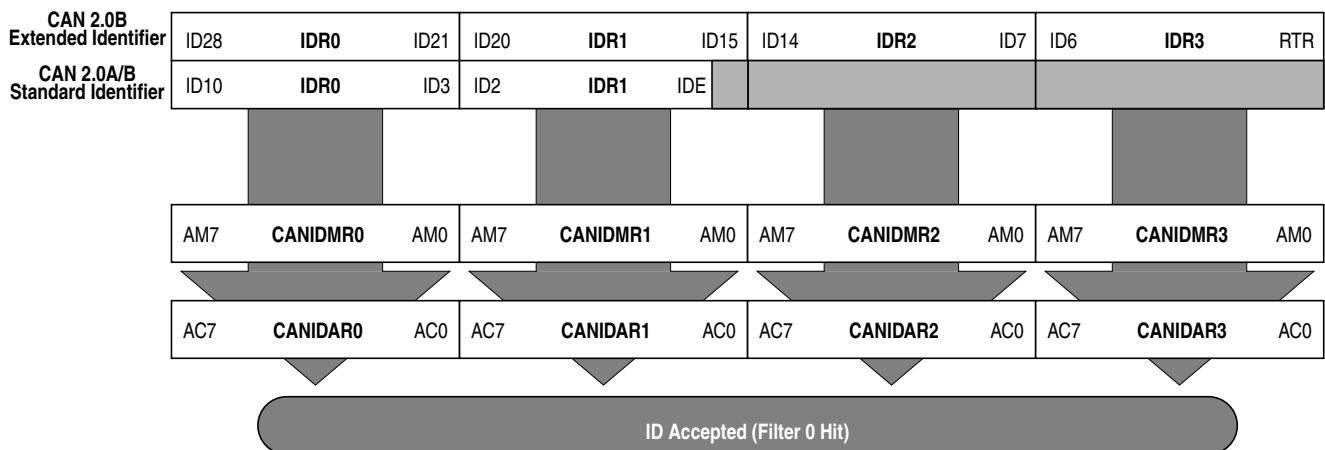 CAN 2.0B
Extended Identifier
ID28 IDR0 ID21 ID20 IDR1 ID15 ID14 IDR2 ID7 ID6 IDR3 RTR
CAN 2.0A/B
Standard Identifier
ID10 IDR0 ID3 ID2 IDR1 IDE
AM7 CANIDMR0 AM0 AM7 CANIDMR1 AM0 AM7 CANIDMR2 AM0 AM7 CANIDMR3 AM0
AC7 CANIDAR0 AC0 AC7 CANIDAR1 AC0 AC7 CANIDAR2 AC0 AC7 CANIDAR3 AC0
ID Accepted (Filter 0 Hit)